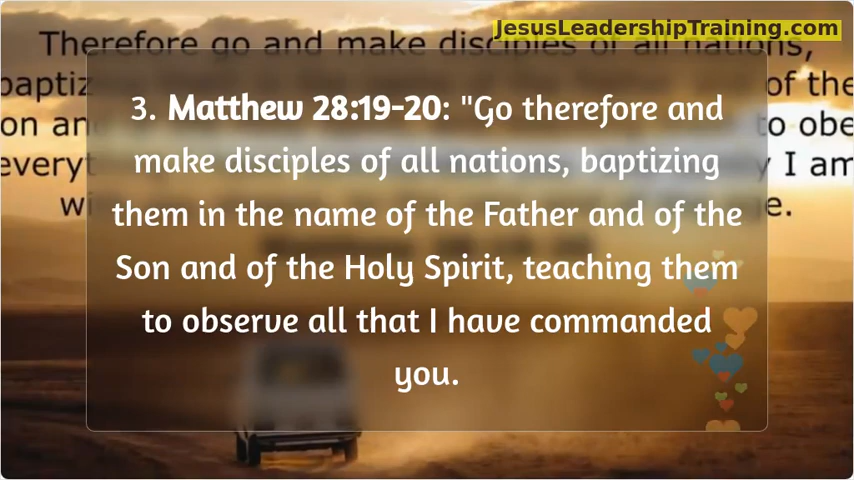 JesusLeadershipTraining.com
Therefore go and make disciples of all nations,
baptiz of the
on an to obe
everyt y I am
wi e.
3. Matthew 28:19-20: "Go therefore and
make disciples of all nations, baptizing
them in the name of the Father and of the
Son and of the Holy Spirit, teaching them
to observe all that I have commanded
you.